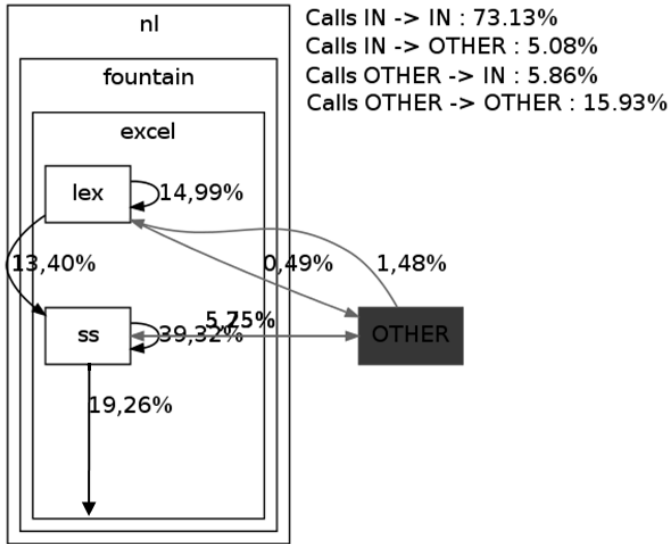 nl
Calls IN -> IN : 73.13%
Calls IN -> OTHER : 5.08%
fountain
Calls OTHER -> IN : 5.86%
Calls OTHER -> OTHER : 15.93%
excel
lex
14,99%
13,40%
0,49%
1,48%
ss
39,32%
OTHER
19,26%